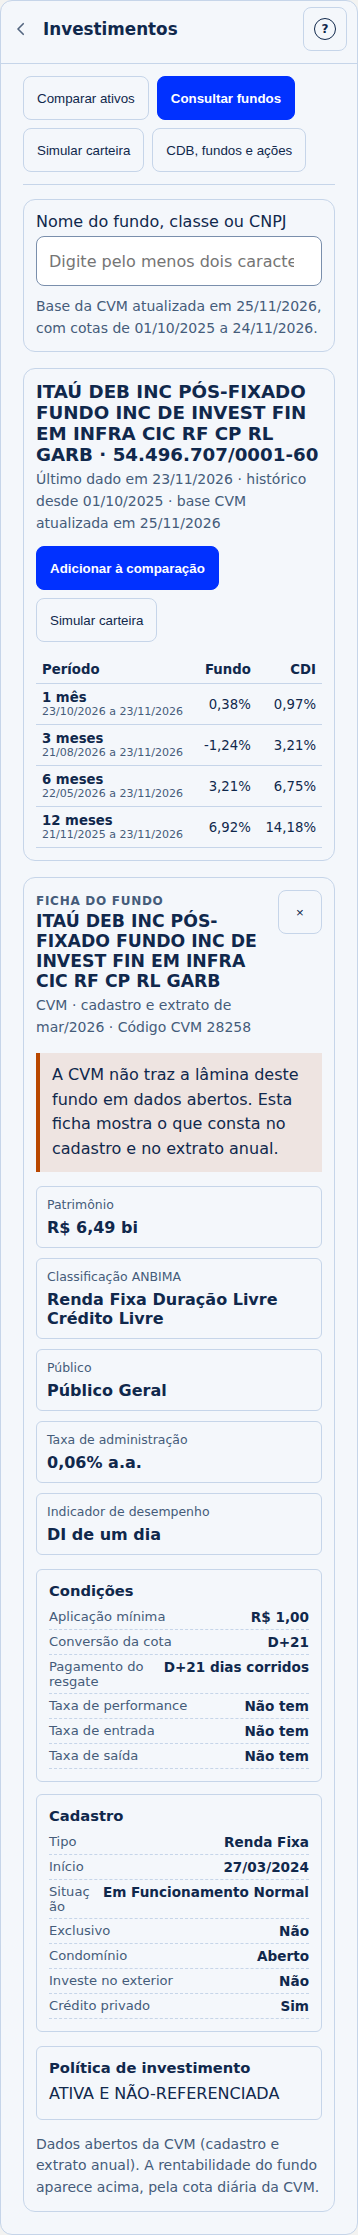 Investimentos
?
Comparar ativos
Consultar fundos
Simular carteira
CDB, fundos e ações
Nome do fundo, classe ou CNPJ
Digite pelo menos dois caracte
Base da CVM atualizada em 25/11/2026,
com cotas de 01/10/2025 a 24/11/2026.
ITAÚ DEB INC PÓS-FIXADO
FUNDO INC DE INVEST FIN
EM INFRA CIC RF CP RL
GARB · 54.496.707/0001-60
Último dado em 23/11/2026 · histórico
desde 01/10/2025 · base CVM
atualizada em 25/11/2026
Adicionar à comparação
Simular carteira
Período Fundo CDI
1 mês
23/10/2026 a 23/11/2026 0,38% 0,97%
3 meses
21/08/2026 a 23/11/2026 -1,24% 3,21%
6 meses
22/05/2026 a 23/11/2026 3,21% 6,75%
12 meses
21/11/2025 a 23/11/2026 6,92% 14,18%
FICHA DO FUNDO
×
ITAÚ DEB INC PÓS-
FIXADO FUNDO INC DE
INVEST FIN EM INFRA
CIC RF CP RL GARB
CVM · cadastro e extrato de
mar/2026 · Código CVM 28258
A CVM não traz a lâmina deste
fundo em dados abertos. Esta
ficha mostra o que consta no
cadastro e no extrato anual.
Patrimônio
R$ 6,49 bi
Classificação ANBIMA
Renda Fixa Duração Livre
Crédito Livre
Público
Público Geral
Taxa de administração
0,06% a.a.
Indicador de desempenho
DI de um dia
Condições
Aplicação mínima R$ 1,00
Conversão da cota D+21
Pagamento do D+21 dias corridos
resgate
Taxa de performance Não tem
Taxa de entrada Não tem
Taxa de saída Não tem
Cadastro
Tipo Renda Fixa
Início 27/03/2024
Situaç Em Funcionamento Normal
ão
Exclusivo Não
Condomínio Aberto
Investe no exterior Não
Crédito privado Sim
Política de investimento
ATIVA E NÃO-REFERENCIADA
Dados abertos da CVM (cadastro e
extrato anual). A rentabilidade do fundo
aparece acima, pela cota diária da CVM.